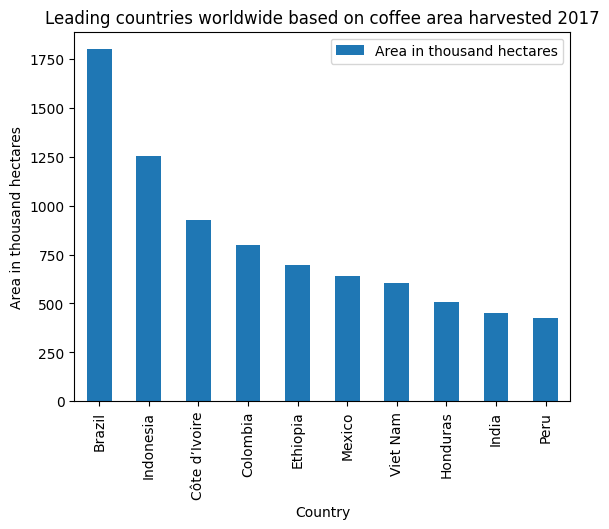 Leading countries worldwide based on coffee area harvested 2017
Area in thousand hectares
Area in thousand hectares
1750
1500
1250
1000
750
500
250
0
Brazil
Indonesia
Côte d’Ivoire
Colombia
Ethiopia
Mexico
Viet Nam
Honduras
India
Peru
Country